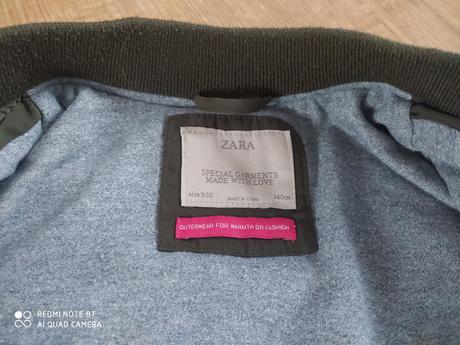 ZARA
SPECIAL GARMENTS
MADE WITH LOVE
size 9/10
MADE IN CHINA
140cm
OUTERWEAR FOR WARMTH OR FASHION
REDMI NOTE 8T
AI QUAD CAMERA